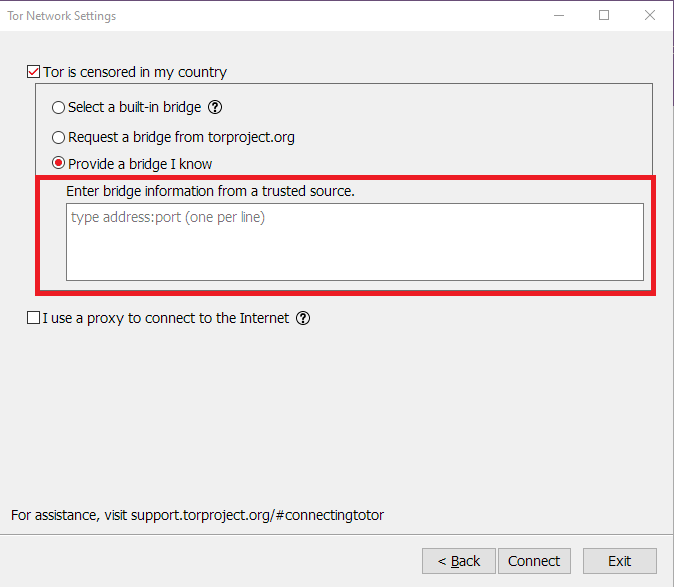 Tor Network Settings
Tor is censored in my country
Select a built-in bridge ?
Request a bridge from torproject.org
Provide a bridge I know
Enter bridge information from a trusted source.
type address:port (one per line)
I use a proxy to connect to the Internet ?
For assistance, visit support.torproject.org/#connectingtotor
< Back Connect Exit